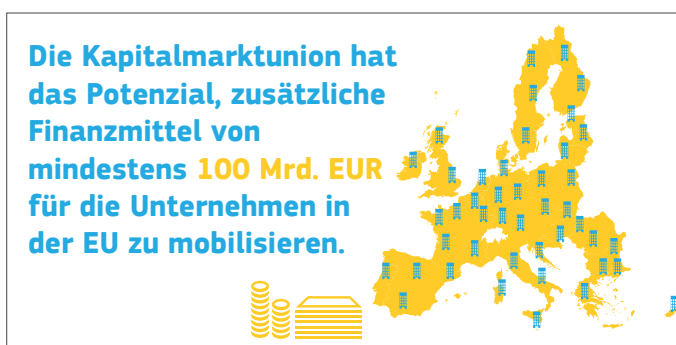 Die Kapitalmarktunion hat
das Potenzial, zusätzliche
Finanzmittel von
mindestens 100 Mrd. EUR
für die Unternehmen in
der EU zu mobilisieren.